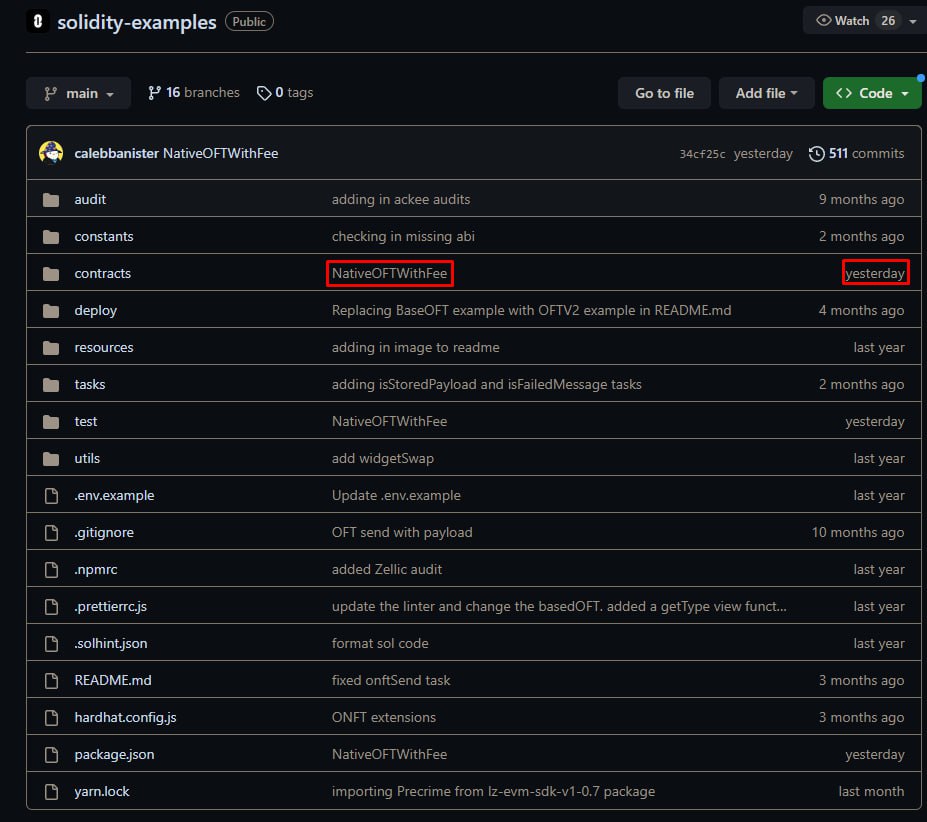 solidity-examples Public Watch 26
main 16 branches 0 tags Go to file Add file Code
calebbanister NativeOFTWithFee 34cf25c yesterday 511 commits
audit adding in ackee audits 9 months ago
constants checking in missing abi 2 months ago
contracts NativeOFTWithFee yesterday
deploy Replacing BaseOFT example with OFTV2 example in README.md 4 months ago
resources adding in image to readme last year
tasks adding isStoredPayload and isFailedMessage tasks 2 months ago
test NativeOFTWithFee yesterday
utils add widgetSwap last year
.env.example Update .env.example last year
.gitignore OFT send with payload 10 months ago
.npmrc added Zellic audit last year
.prettierrc.js update the linter and change the basedOFT. added a getType view funct... last year
.solhint.json format sol code last year
README.md fixed onftSend task 3 months ago
hardhat.config.js ONFT extensions 3 months ago
package.json NativeOFTWithFee yesterday
yarn.lock importing Precrime from lz-evm-sdk-v1-0.7 package last month